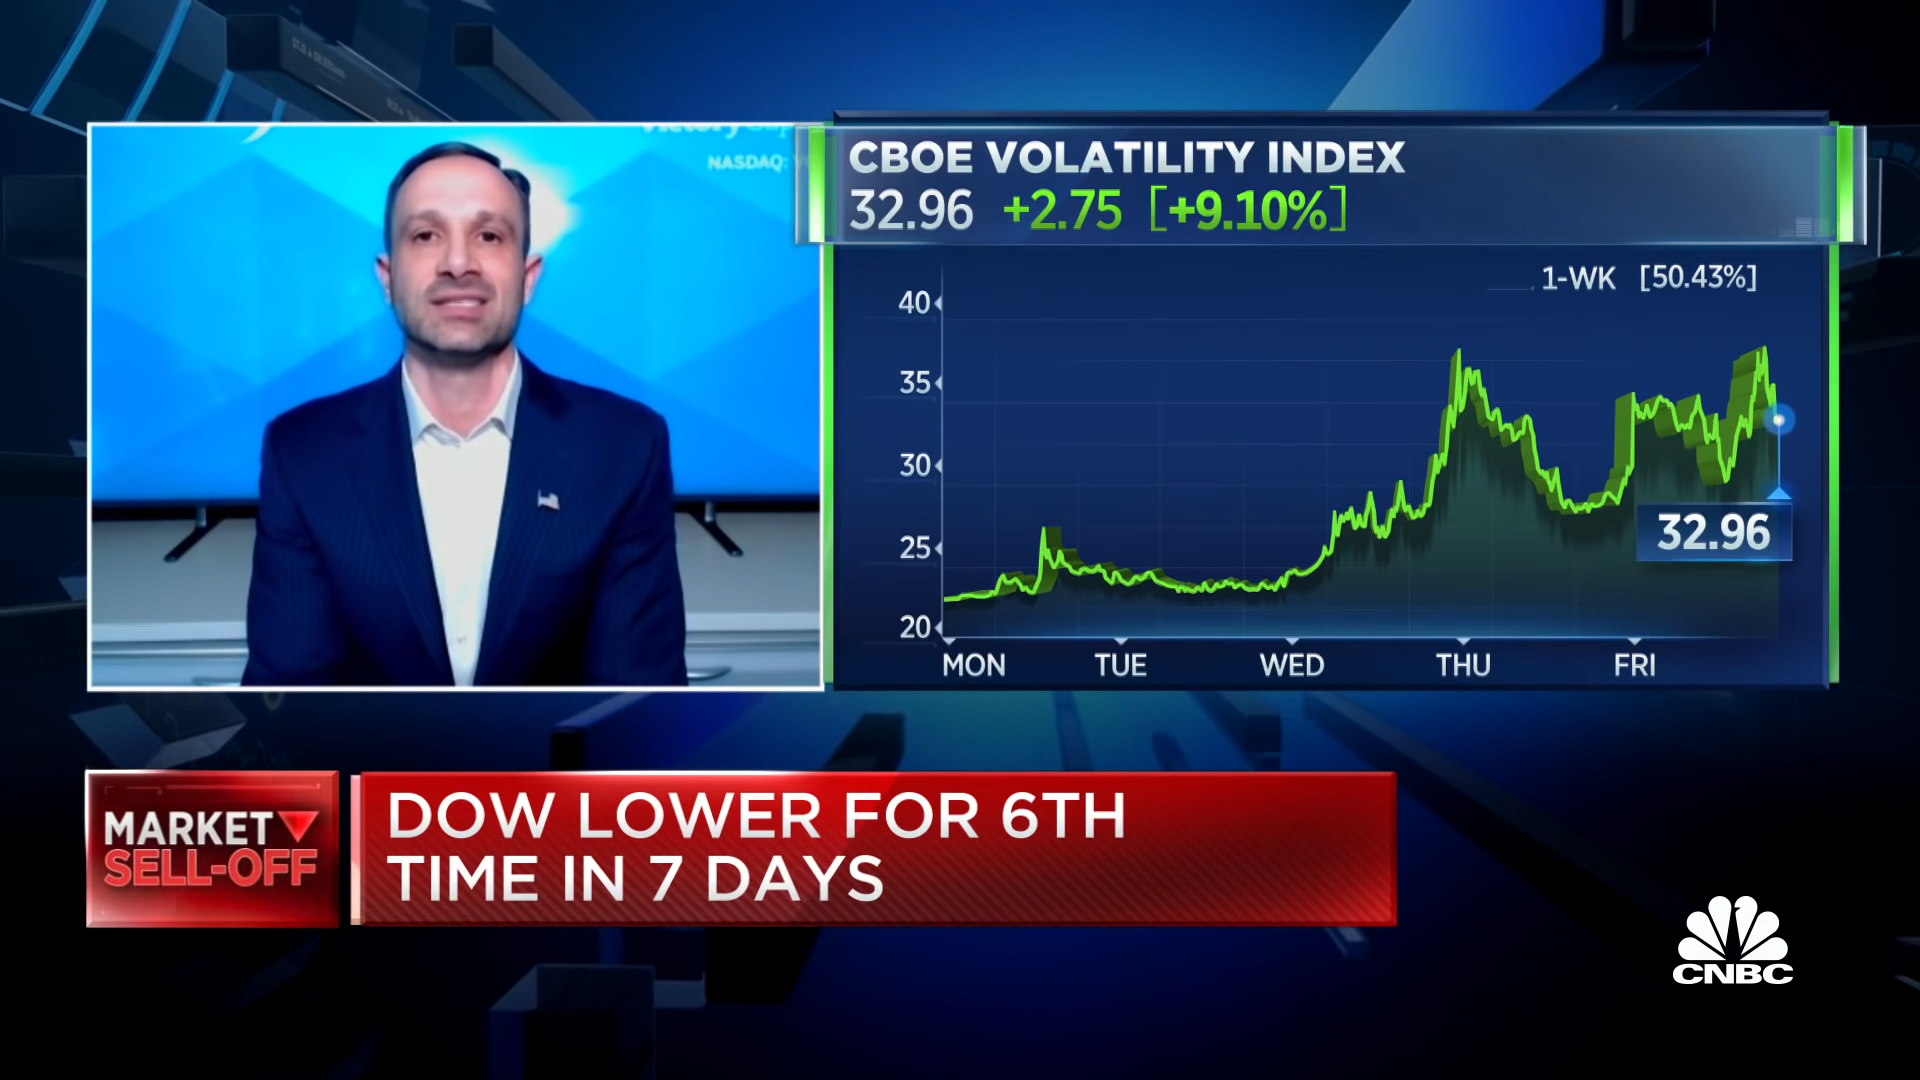 NASDAQ:
CBOE VOLATILITY INDEX
32.96 +2.75 [+9.10%]
1-WK [50.43%]
40
35
30
25
20
32.96
MON TUE WED THU FRI
MARKET
SELL-OFF
DOW LOWER FOR 6TH
TIME IN 7 DAYS
CNBC